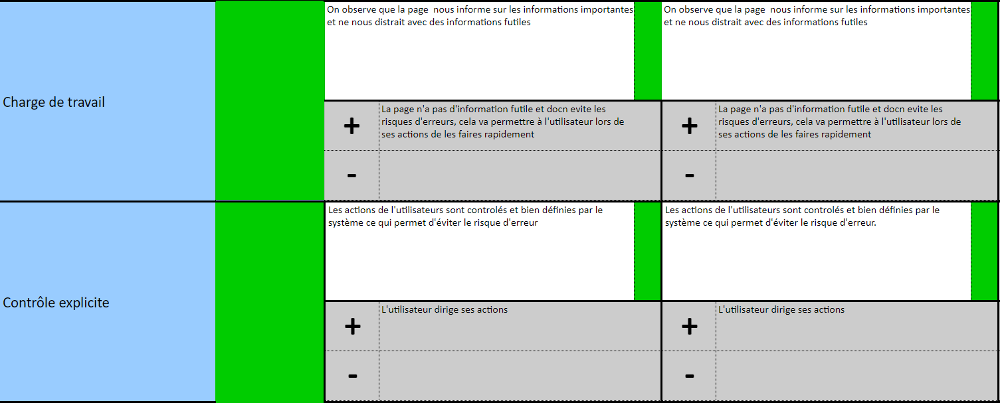 Charge de travail
On observe que la page  nous informe sur les informations importantes
et ne nous distrait avec des informations futiles
On observe que la page  nous informe sur les informations importantes
et ne nous distrait avec des informations futiles
+
La page n'a pas d'information futile et docn evite les
risques d'erreurs, cela va permettre à l'utilisateur lors de
ses actions de les faires rapidement
+
La page n'a pas d'information futile et docn evite les
risques d'erreurs, cela va permettre à l'utilisateur lors de
ses actions de les faires rapidement
-
-
Contrôle explicite
Les actions de l'utilisateurs sont controlés et bien définies par le
système ce qui permet d'éviter le risque d'erreur
Les actions de l'utilisateurs sont controlés et bien définies par le
système ce qui permet d'éviter le risque d'erreur.
+
L'utilisateur dirige ses actions
+
L'utilisateur dirige ses actions
-
-